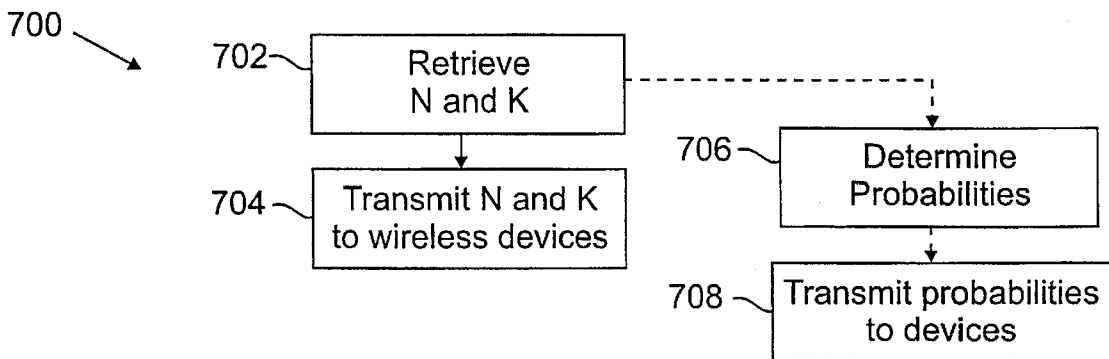 700
702
Retrieve
N and K
704
Transmit N and K
to wireless devices
706
Determine
Probabilities
708
Transmit probabilities
to devices